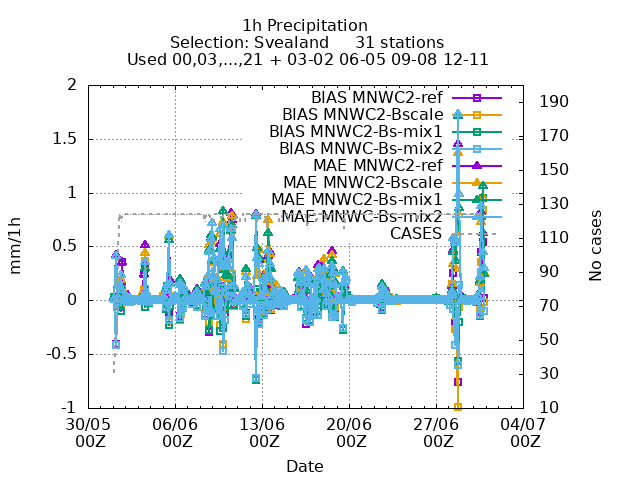 1h Precipitation
Selection: Svealand 31 stations
Used 00,03,...,21 + 03-02 06-05 09-08 12-11
2
1.5
1
0.5
0
-0.5
-1
mm/1h
190
170
150
130
110
90
70
50
30
10
No cases
BIAS MNWC2-ref
BIAS MNWC2-Bscale
BIAS MNWC2-Bs-mix1
BIAS MNWC-Bs-mix2
MAE MNWC2-ref
MAE MNWC2-Bscale
MAE MNWC2-Bs-mix1
MAE MNWC-Bs-mix2
CASES
30/05 06/06 13/06 20/06 27/06 04/07
00Z 00Z 00Z 00Z 00Z 00Z
Date